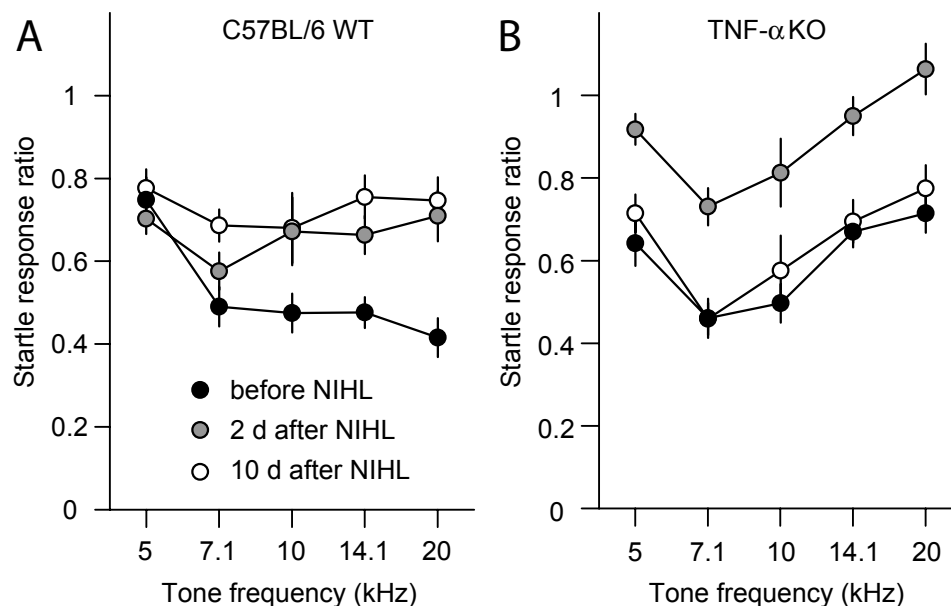 A
C57BL/6 WT
Startle response ratio
1
0.8
0.6
0.4
0.2
0
before NIHL
2 d after NIHL
10 d after NIHL
5 7.1 10 14.1 20
Tone frequency (kHz)
B
TNF-αKO
Startle response ratio
1
0.8
0.6
0.4
0.2
0
5 7.1 10 14.1 20
Tone frequency (kHz)